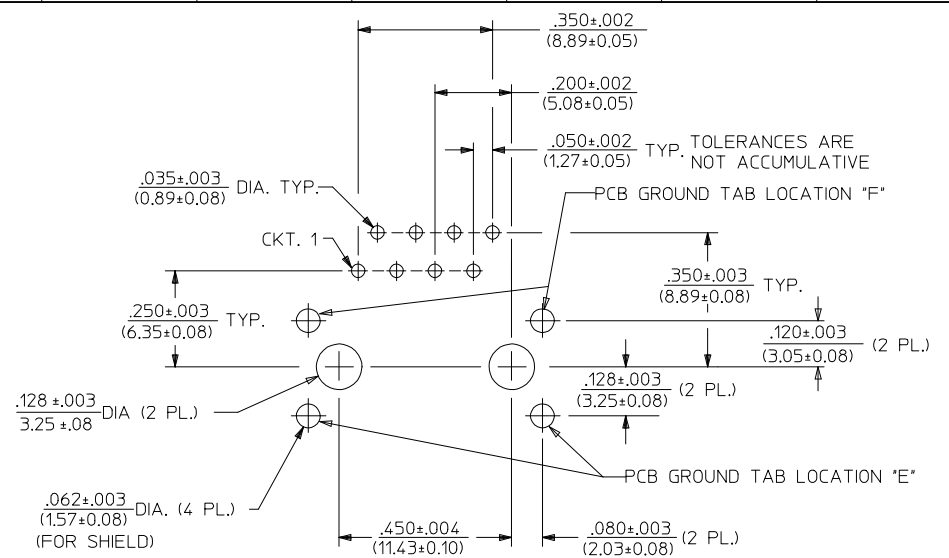 .350±.002
(8.89±0.05)
.200±.002
(5.08±0.05)
.050±.002
(1.27±0.05) TYP. TOLERANCES ARE
NOT ACCUMULATIVE
.035±.003
(0.89±0.08) DIA. TYP.
PCB GROUND TAB LOCATION "F"
CKT. 1
.350±.003
(8.89±0.08) TYP.
.250±.003
(6.35±0.08) TYP.
.120±.003
(3.05±0.08) (2 PL.)
.128±.003
(3.25±0.08) (2 PL.)
.128 ±.003
3.25 ±.08 DIA (2 PL.)
PCB GROUND TAB LOCATION "E"
.062±.003
(1.57±0.08) DIA. (4 PL.)
(FOR SHIELD)
.450±.004
(11.43±0.10)
.080±.003
(2.03±0.08) (2 PL.)